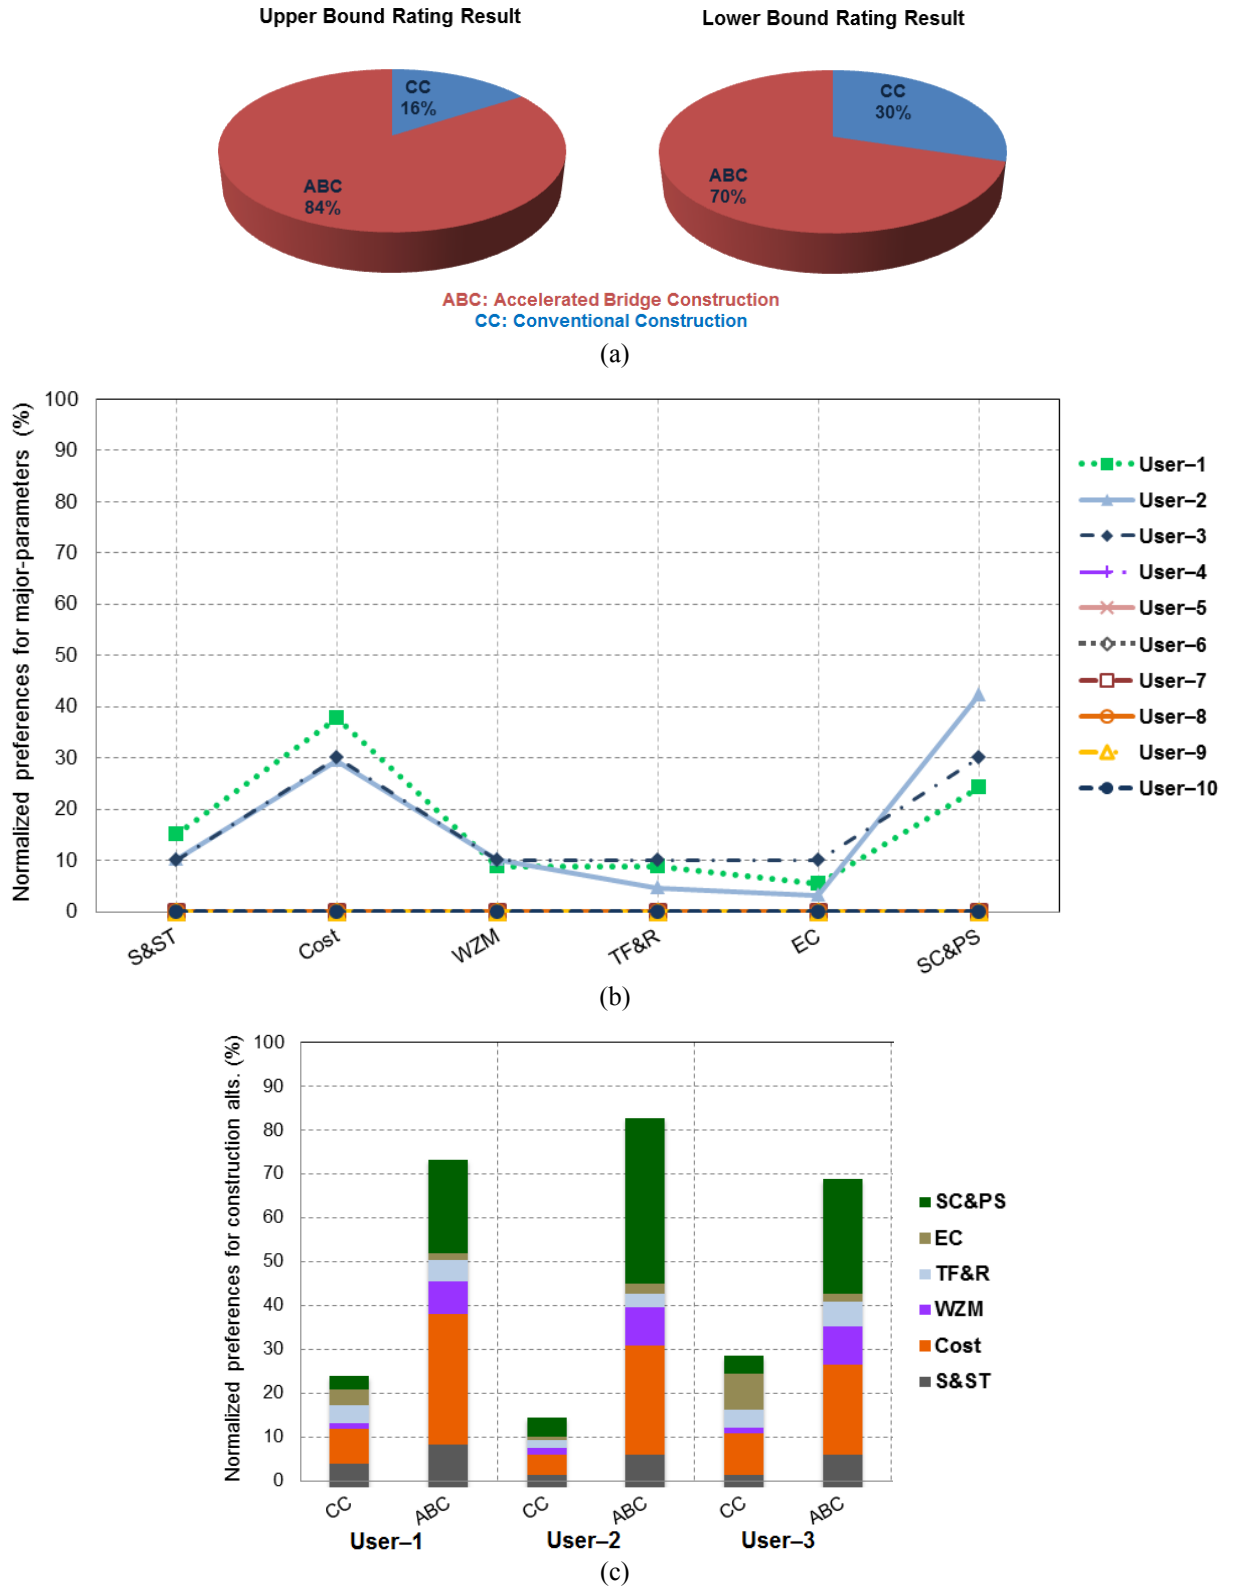 Upper Bound Rating Result
Lower Bound Rating Result
CC
16%
ABC
84%
CC
30%
ABC
70%
ABC: Accelerated Bridge Construction
CC: Conventional Construction
(a)
Normalized preferences for major-parameters (%)
100
90
80
70
60
50
40
30
20
10
0
S&ST
Cost
WZM
TF&R
EC
SC&PS
User–1
User–2
User–3
User–4
User–5
User–6
User–7
User–8
User–9
User–10
(b)
Normalized preferences for construction alts. (%)
100
90
80
70
60
50
40
30
20
10
0
CC
ABC
CC
ABC
CC
ABC
User–1
User–2
User–3
SC&PS
EC
TF&R
WZM
Cost
S&ST
(c)